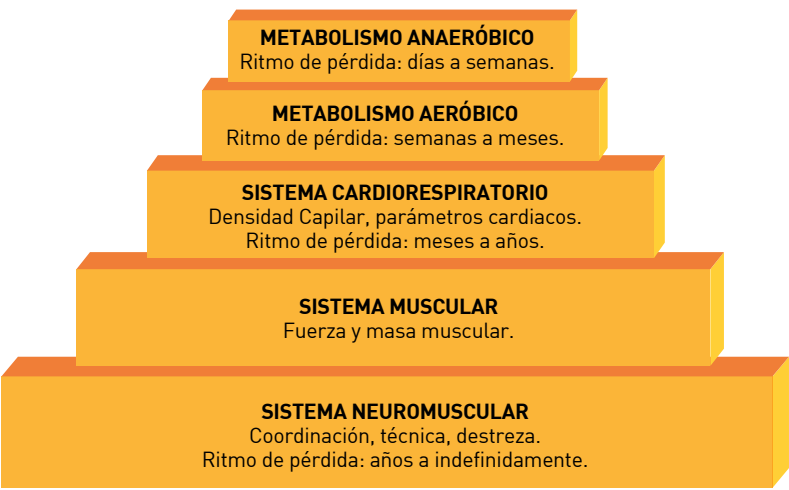 METABOLISMO ANAERÓBICO
Ritmo de pérdida: días a semanas.
METABOLISMO AERÓBICO
Ritmo de pérdida: semanas a meses.
SISTEMA CARDIORESPIRATORIO
Densidad Capilar, parámetros cardiacos.
Ritmo de pérdida: meses a años.
SISTEMA MUSCULAR
Fuerza y masa muscular.
SISTEMA NEUROMUSCULAR
Coordinación, técnica, destreza.
Ritmo de pérdida: años a indefinidamente.